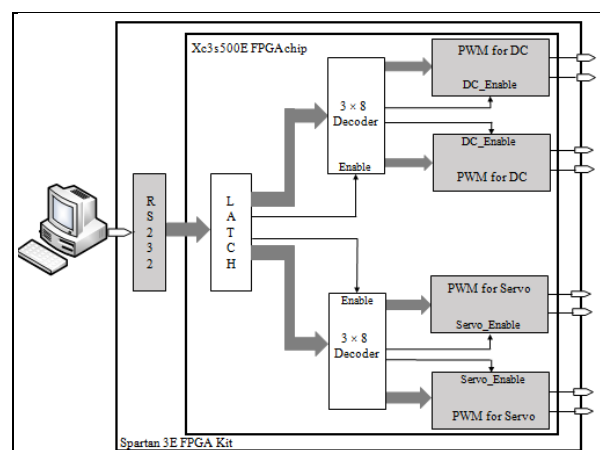 Xc3s500E FPGAchip
PWM for DC
DC_Enable
3 × 8
Decoder
Enable
DC_Enable
PWM for DC
R
S
2
3
2
L
A
T
C
H
Enable
3 × 8
Decoder
PWM for Servo
Servo_Enable
Servo_Enable
PWM for Servo
Spartan 3E FPGA Kit